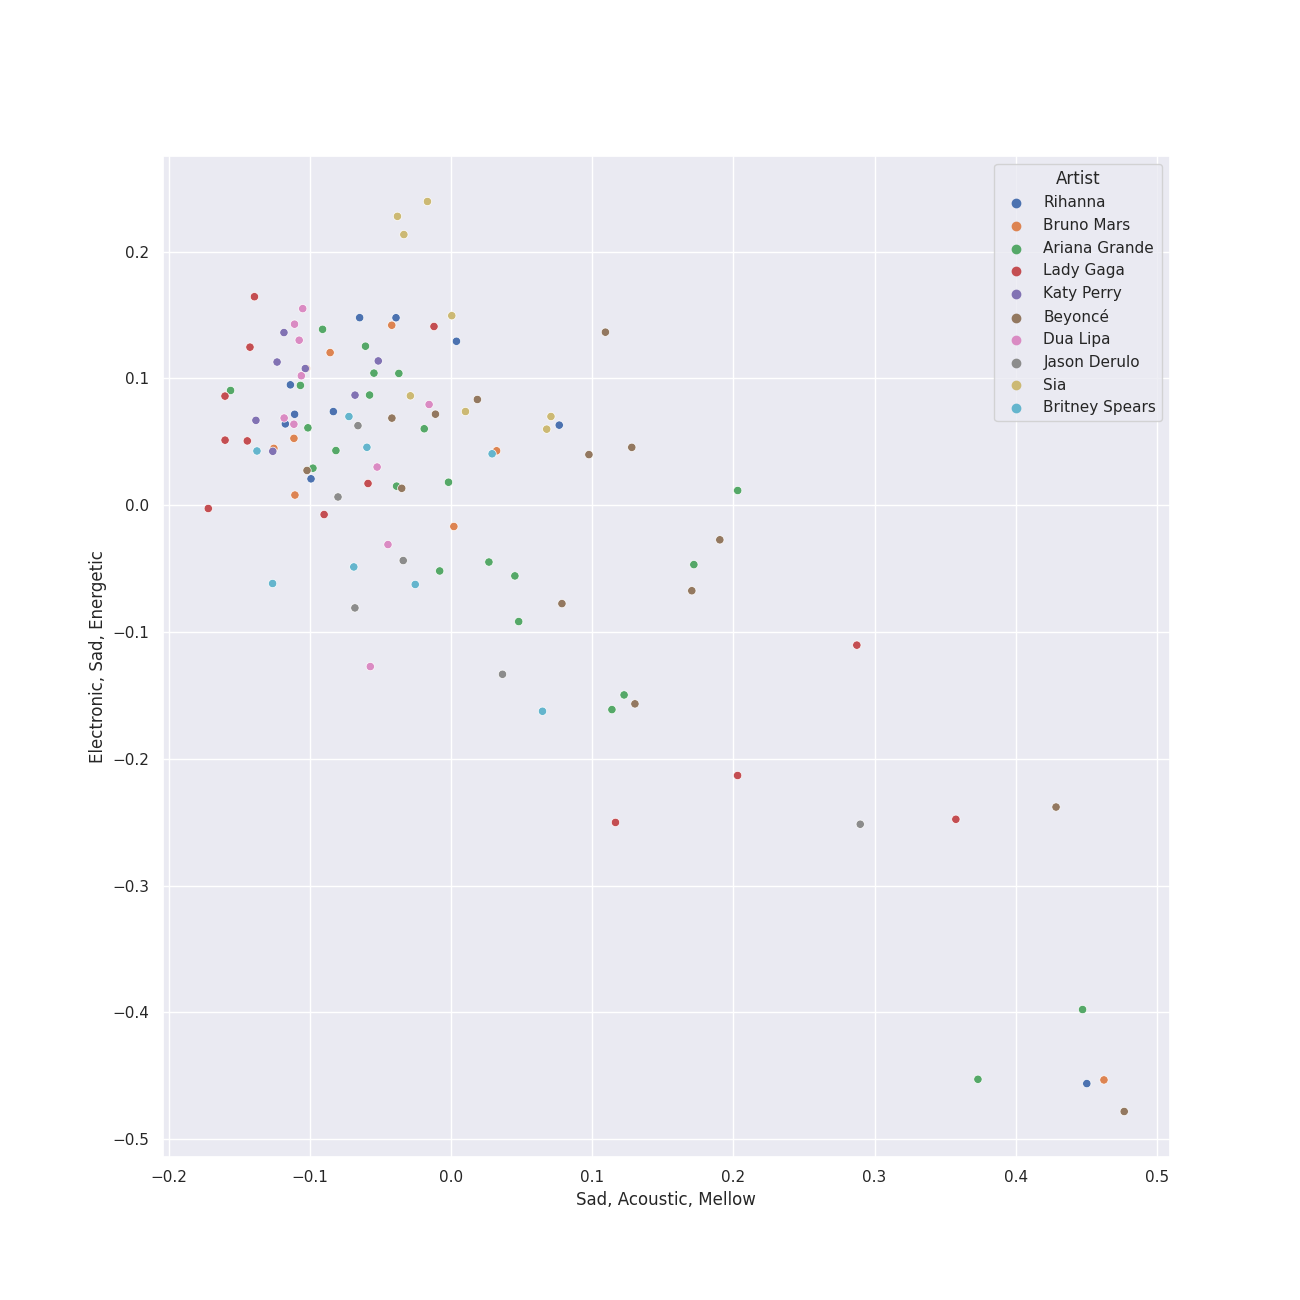 Artist
Rihanna
Bruno Mars
Ariana Grande
Lady Gaga
Katy Perry
Beyoncé
Dua Lipa
Jason Derulo
Sia
Britney Spears
Electronic, Sad, Energetic
0.2
0.1
0.0
−0.1
−0.2
−0.3
−0.4
−0.5
−0.2 −0.1 0.0 0.1 0.2 0.3 0.4 0.5
Sad, Acoustic, Mellow